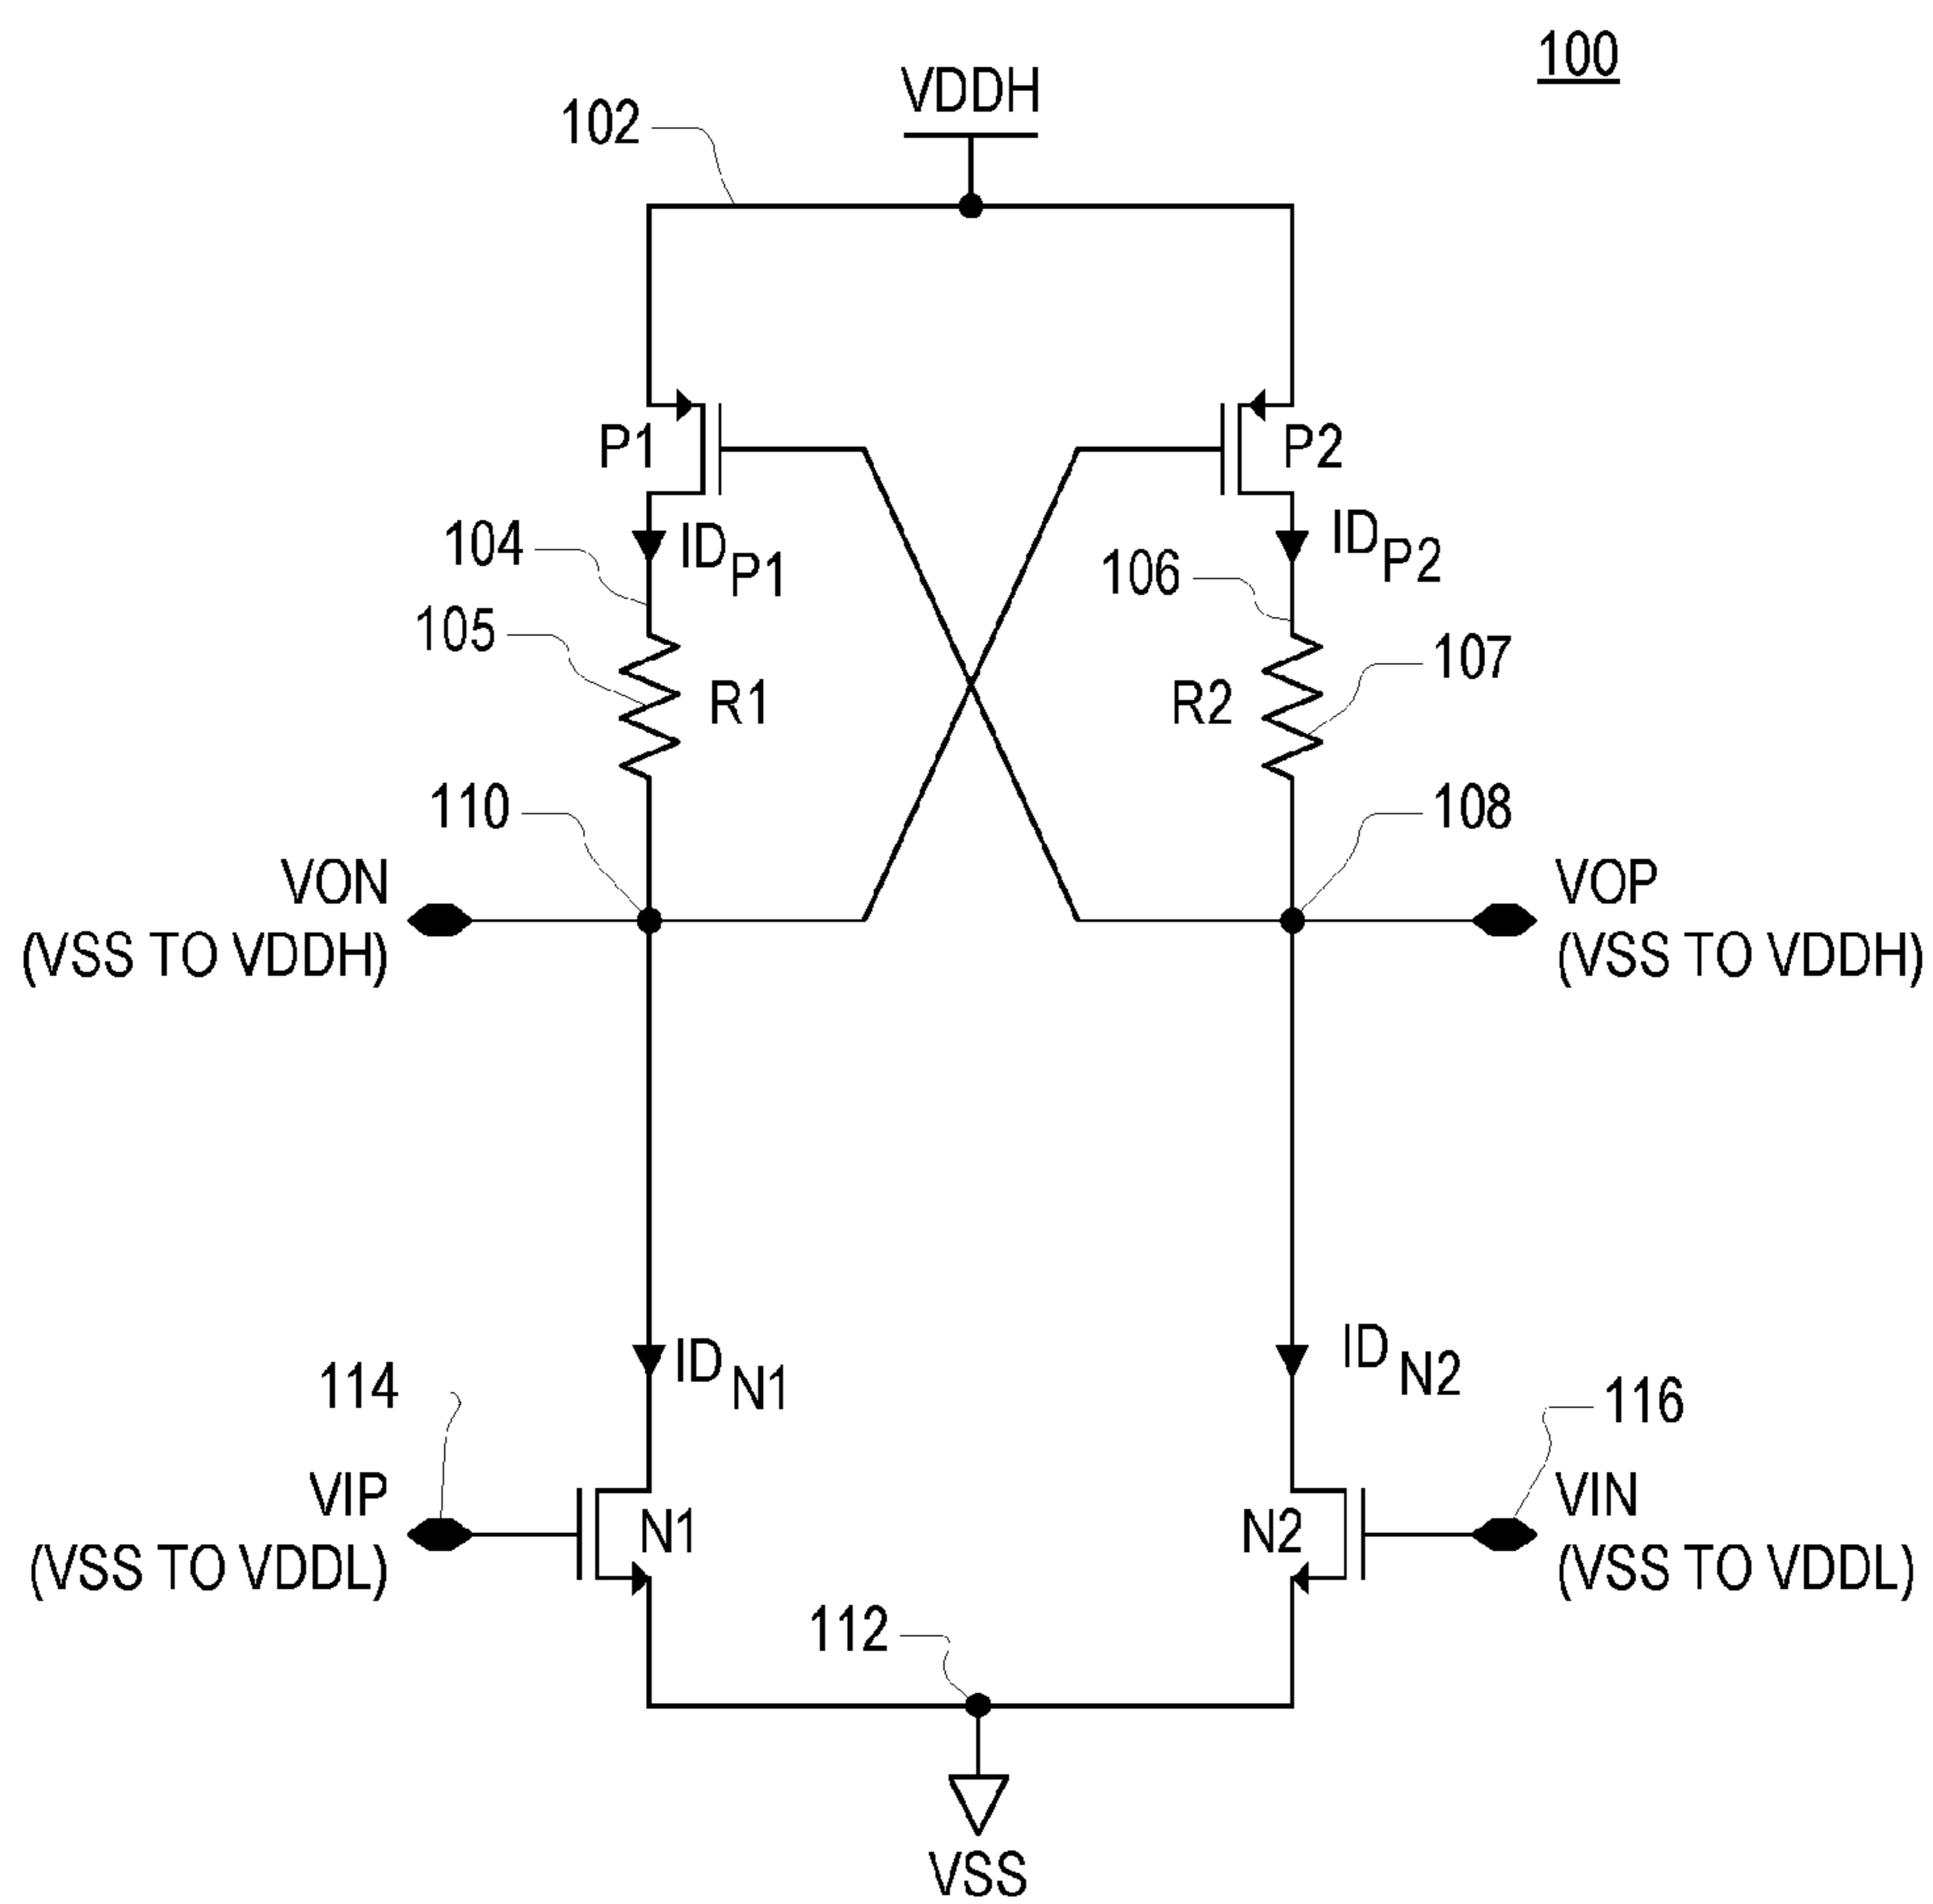 100
VDDH
102
P1
P2
104
ID P1
106
ID P2
105
R1
R2
107
110
108
VON
(VSS TO VDDH)
VOP
(VSS TO VDDH)
ID N1
ID N2
114
116
VIP
(VSS TO VDDL)
N1
N2
VIN
(VSS TO VDDL)
112
VSS